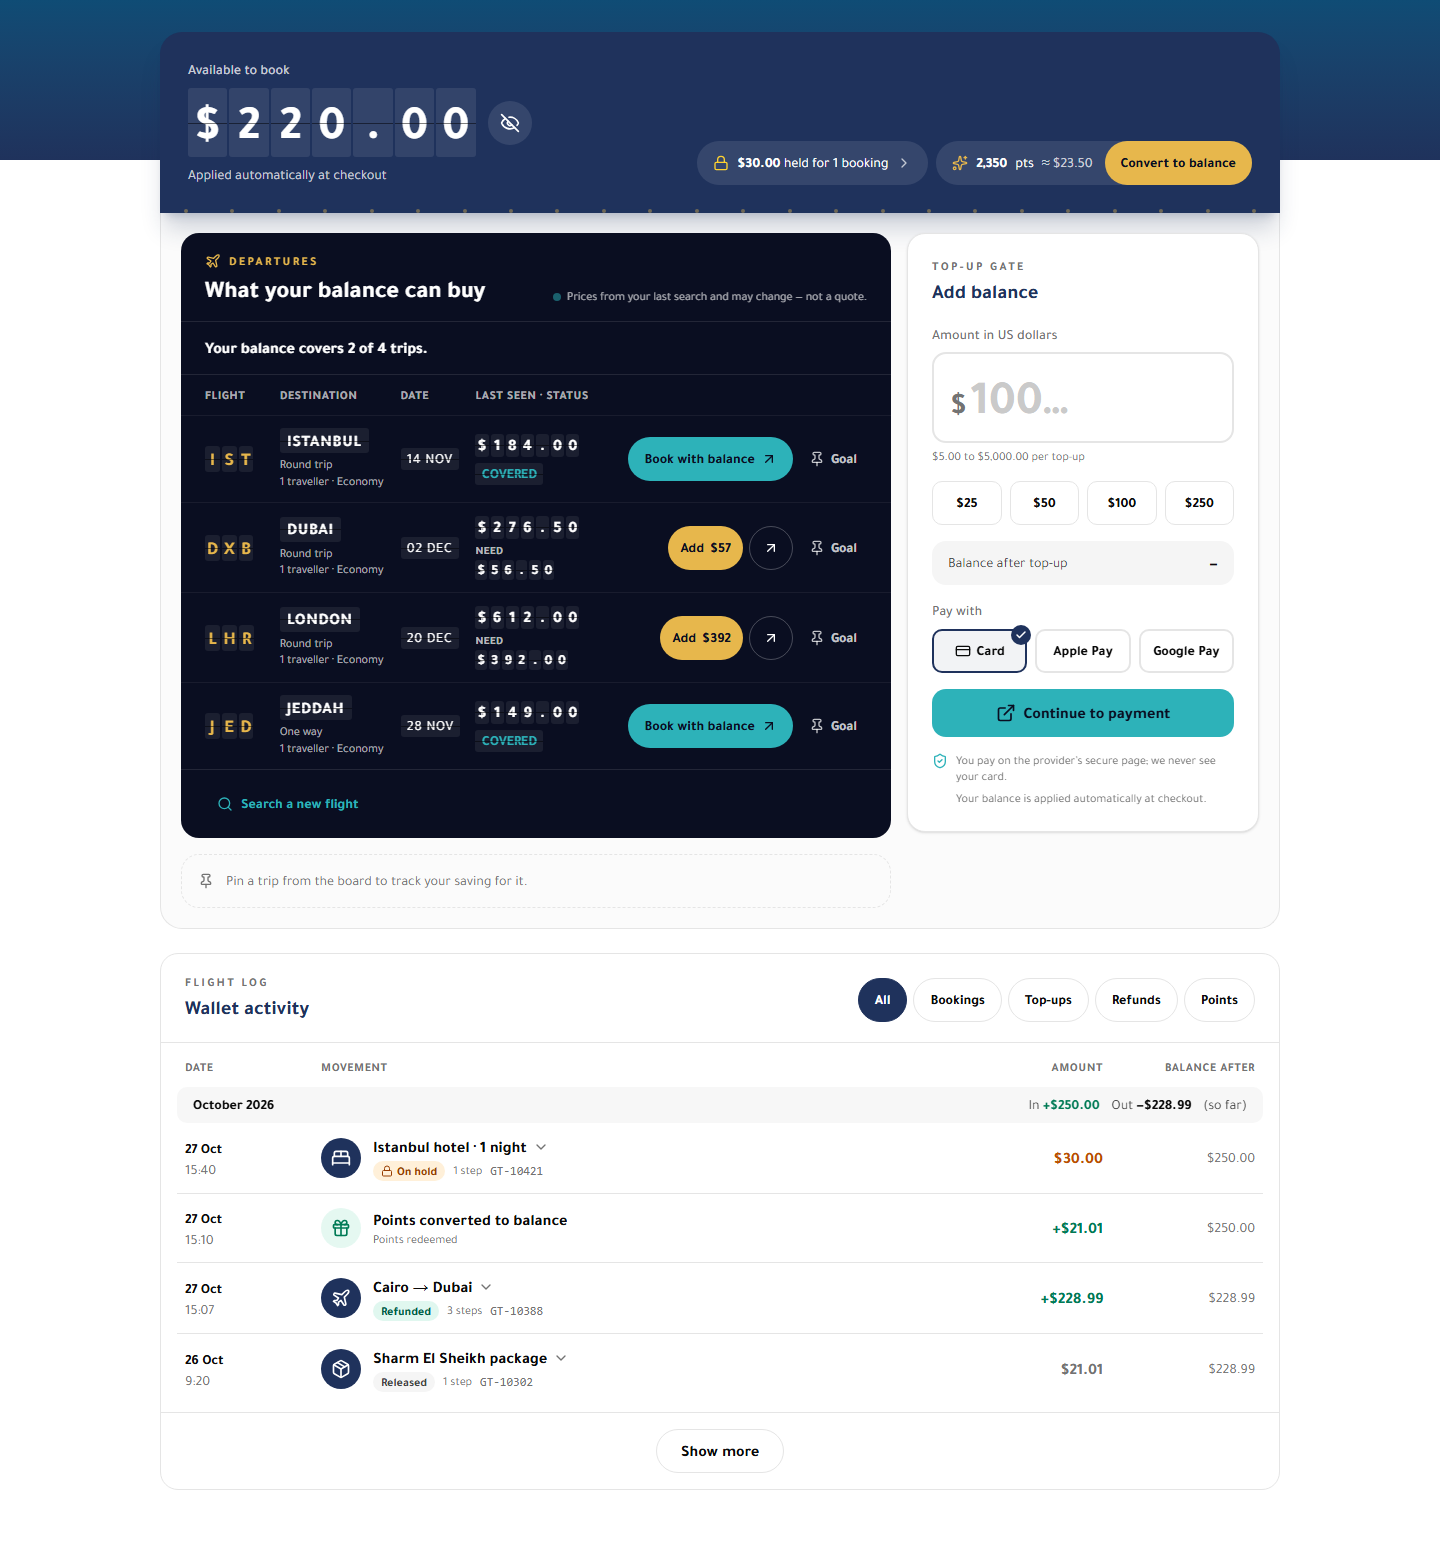 Available to book
$220.00
Applied automatically at checkout
$30.00 held for 1 booking
2,350 pts ≈ $23.50
Convert to balance
DEPARTURES
What your balance can buy
Prices from your last search and may change – not a quote.
Your balance covers 2 of 4 trips.
FLIGHT DESTINATION DATE LAST SEEN · STATUS
IST
ISTANBUL
Round trip
1 traveller · Economy
14 NOV
$184.00
COVERED
Book with balance
Goal
DXB
DUBAI
Round trip
1 traveller · Economy
02 DEC
$276.50
NEED
$56.50
Add $57
Goal
LHR
LONDON
Round trip
1 traveller · Economy
20 DEC
$612.00
NEED
$392.00
Add $392
Goal
JED
JEDDAH
One way
1 traveller · Economy
28 NOV
$149.00
COVERED
Book with balance
Goal
Search a new flight
Pin a trip from the board to track your saving for it.
TOP-UP GATE
Add balance
Amount in US dollars
$ 100...
$5.00 to $5,000.00 per top-up
$25 $50 $100 $250
Balance after top-up –
Pay with
Card Apple Pay Google Pay
Continue to payment
You pay on the provider's secure page; we never see
your card.
Your balance is applied automatically at checkout.
FLIGHT LOG
Wallet activity
All Bookings Top-ups Refunds Points
DATE MOVEMENT AMOUNT BALANCE AFTER
October 2026 In +$250.00 Out –$228.99 (so far)
27 Oct
15:40
Istanbul hotel · 1 night
On hold 1 step GT-10421
$30.00 $250.00
27 Oct
15:10
Points converted to balance
Points redeemed
+$21.01 $250.00
27 Oct
15:07
Cairo → Dubai
Refunded 3 steps GT-10388
+$228.99 $228.99
26 Oct
9:20
Sharm El Sheikh package
Released 1 step GT-10302
$21.01 $228.99
Show more